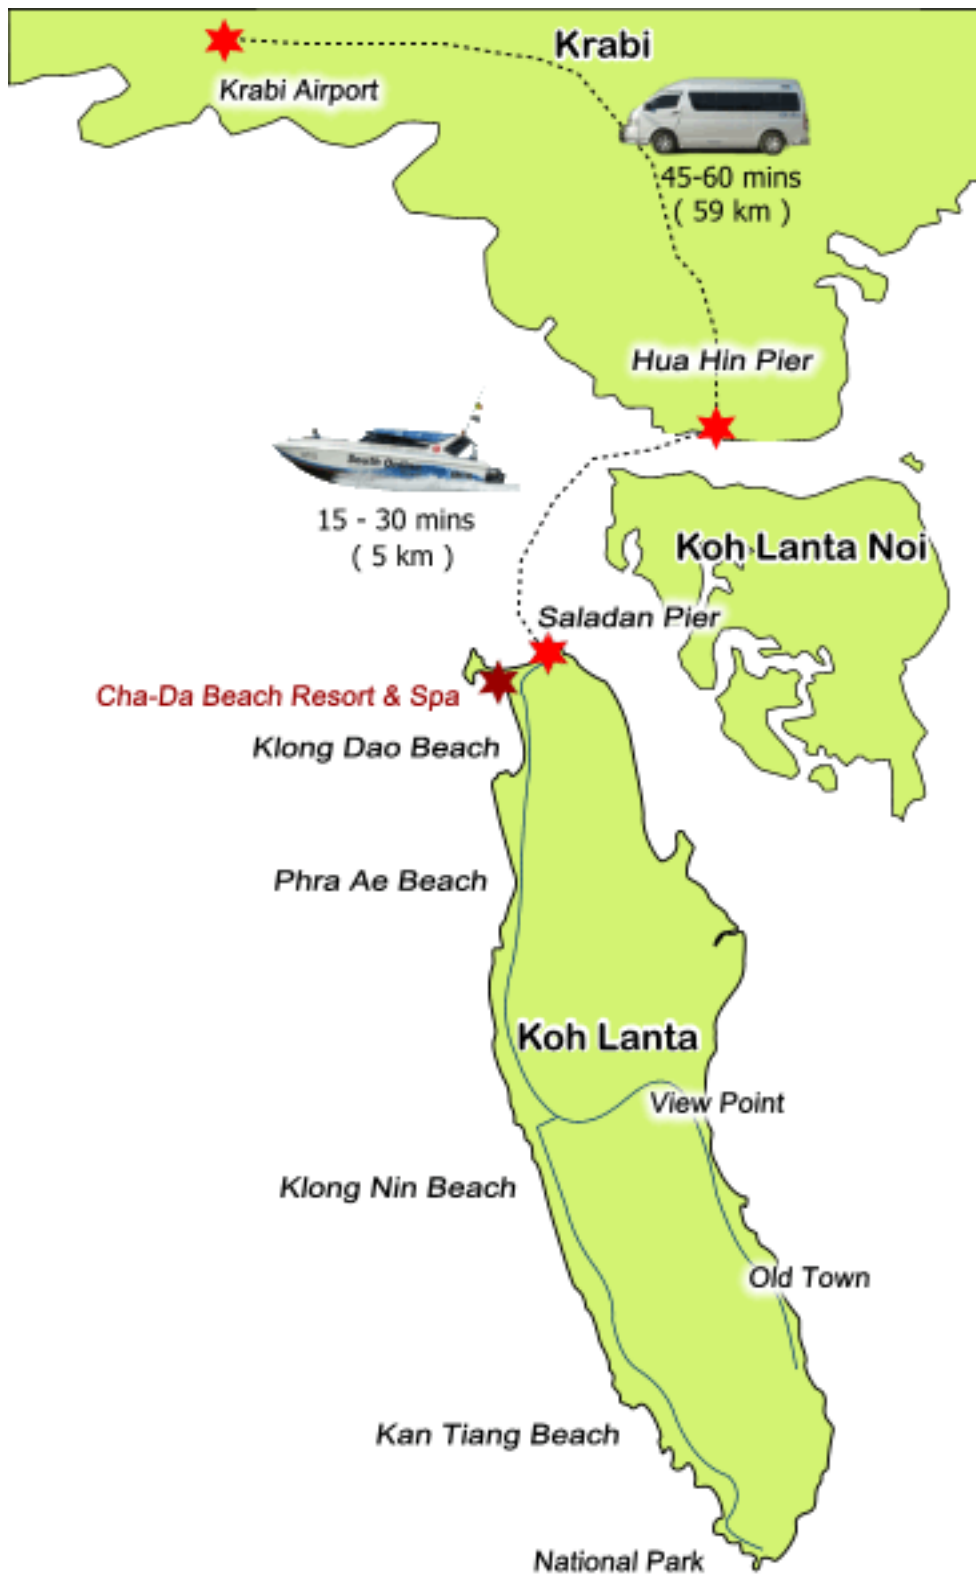 Krabi
Krabi Airport
45-60 mins
( 59 km )
Hua Hin Pier
15 - 30 mins
( 5 km )
Koh Lanta Noi
Saladan Pier
Cha-Da Beach Resort & Spa
Klong Dao Beach
Phra Ae Beach
Koh Lanta
View Point
Klong Nin Beach
Old Town
Kan Tiang Beach
National Park